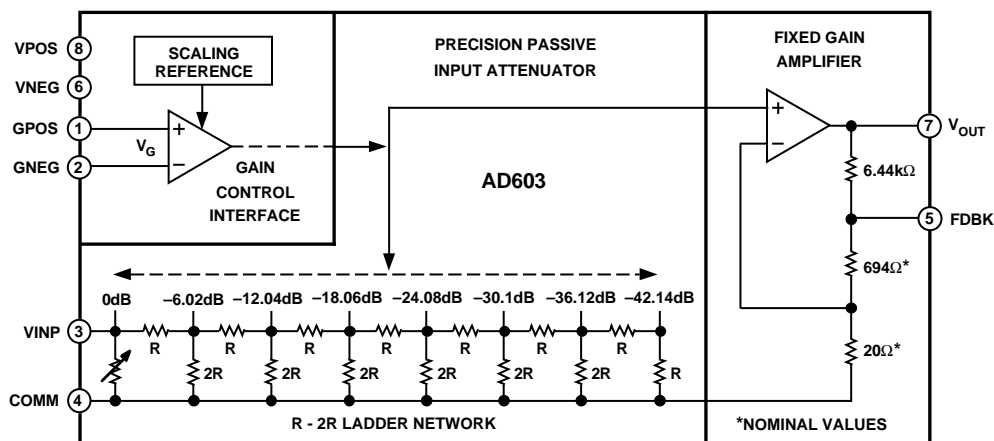 VPOS 8
VNEG 6
GPOS 1
GNEG 2
SCALING
REFERENCE
V_G
+
−
GAIN
CONTROL
INTERFACE
PRECISION PASSIVE
INPUT ATTENUATOR
AD603
FIXED GAIN
AMPLIFIER
+
−
7 V_OUT
6.44kΩ
5 FDBK
694Ω*
20Ω*
*NOMINAL VALUES
0dB −6.02dB −12.04dB −18.06dB −24.08dB −30.1dB −36.12dB −42.14dB
VINP 3
R R R R R R R
2R 2R 2R 2R 2R 2R R
COMM 4
R - 2R LADDER NETWORK